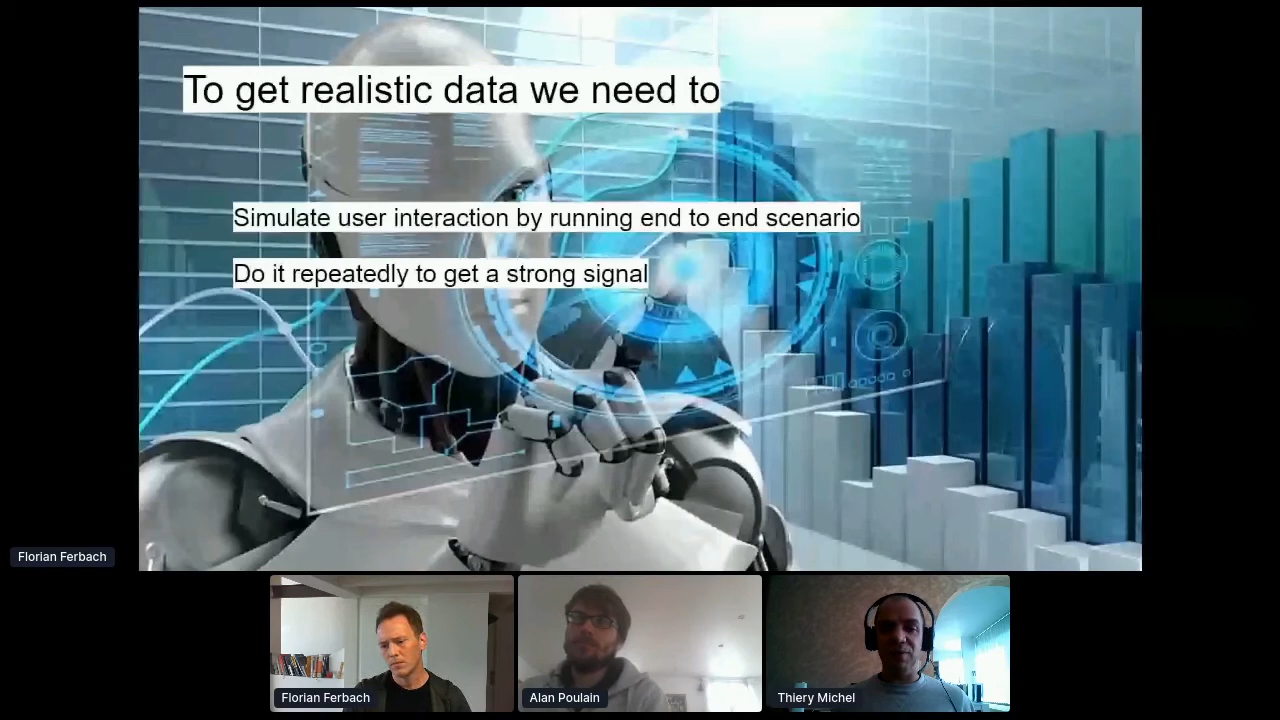 To get realistic data we need to
Simulate user interaction by running end to end scenario
Do it repeatedly to get a strong signal
Florian Ferbach
Florian Ferbach
Alan Poulain
Thiery Michel